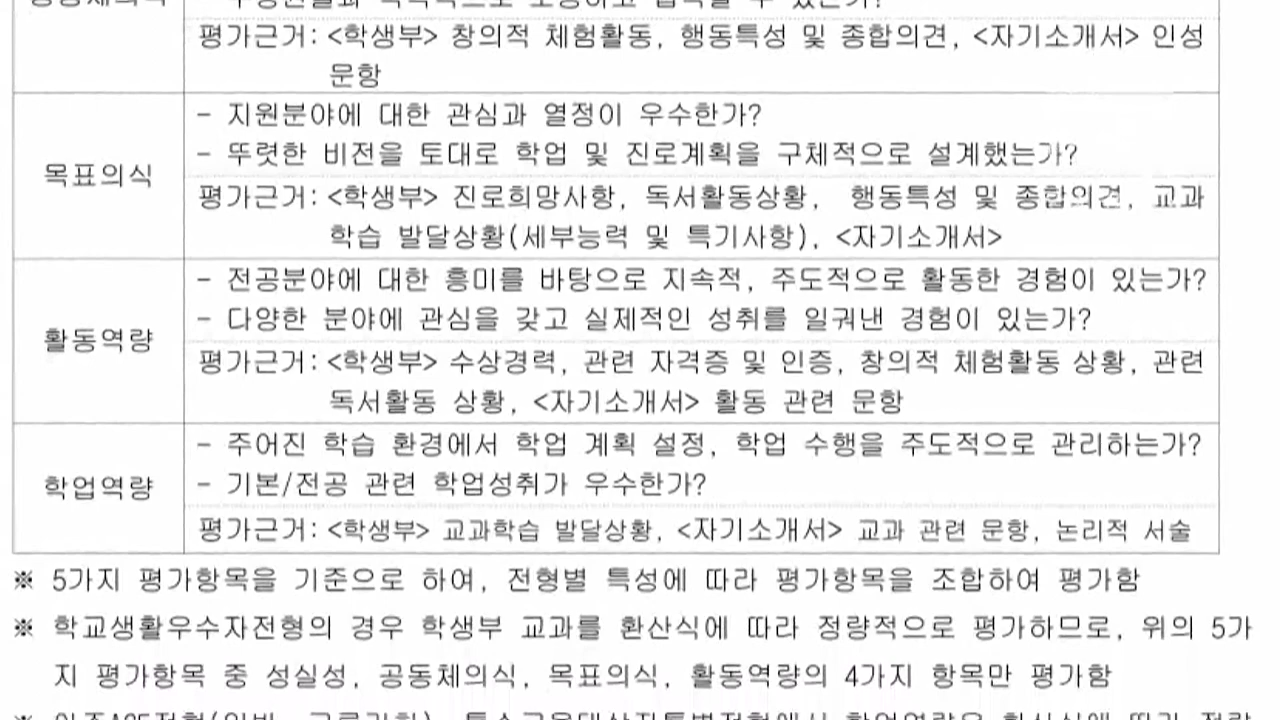 평가근거: <학생부> 창의적 체험활동, 행동특성 및 종합의견, <자기소개서> 인성
문항
목표의식
- 지원분야에 대한 관심과 열정이 우수한가?
- 뚜렷한 비전을 토대로 학업 및 진로계획을 구체적으로 설계했는가?
평가근거: <학생부> 진로희망사항, 독서활동상황, 행동특성 및 종합의견, 교과
학습 발달상황(세부능력 및 특기사항), <자기소개서>
활동역량
- 전공분야에 대한 흥미를 바탕으로 지속적, 주도적으로 활동한 경험이 있는가?
- 다양한 분야에 관심을 갖고 실제적인 성취를 일궈낸 경험이 있는가?
평가근거: <학생부> 수상경력, 관련 자격증 및 인증, 창의적 체험활동 상황, 관련
독서활동 상황, <자기소개서> 활동 관련 문항
학업역량
- 주어진 학습 환경에서 학업 계획 설정, 학업 수행을 주도적으로 관리하는가?
- 기본/전공 관련 학업성취가 우수한가?
평가근거: <학생부> 교과학습 발달상황, <자기소개서> 교과 관련 문항, 논리적 서술
※ 5가지 평가항목을 기준으로 하여, 전형별 특성에 따라 평가항목을 조합하여 평가함
※ 학교생활우수자전형의 경우 학생부 교과를 환산식에 따라 정량적으로 평가하므로, 위의 5가
지 평가항목 중 성실성, 공동체의식, 목표의식, 활동역량의 4가지 항목만 평가함